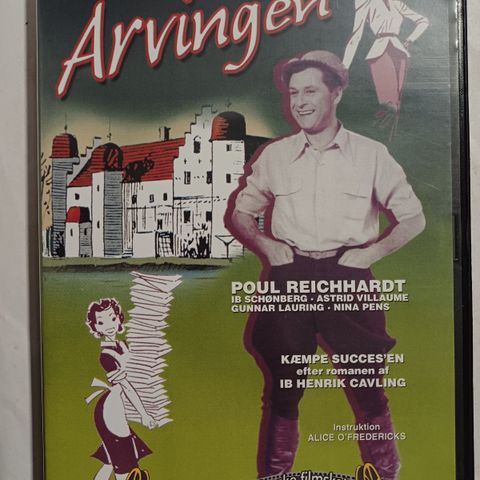 Arvingen
POUL REICHHARDT
IB SCHØNBERG · ASTRID VILLAUME
GUNNAR LAURING · NINA PENS
KÆMPE SUCCES'EN
efter romanen af
IB HENRIK CAVLING
Instruktion
ALICE O'FREDERICKS